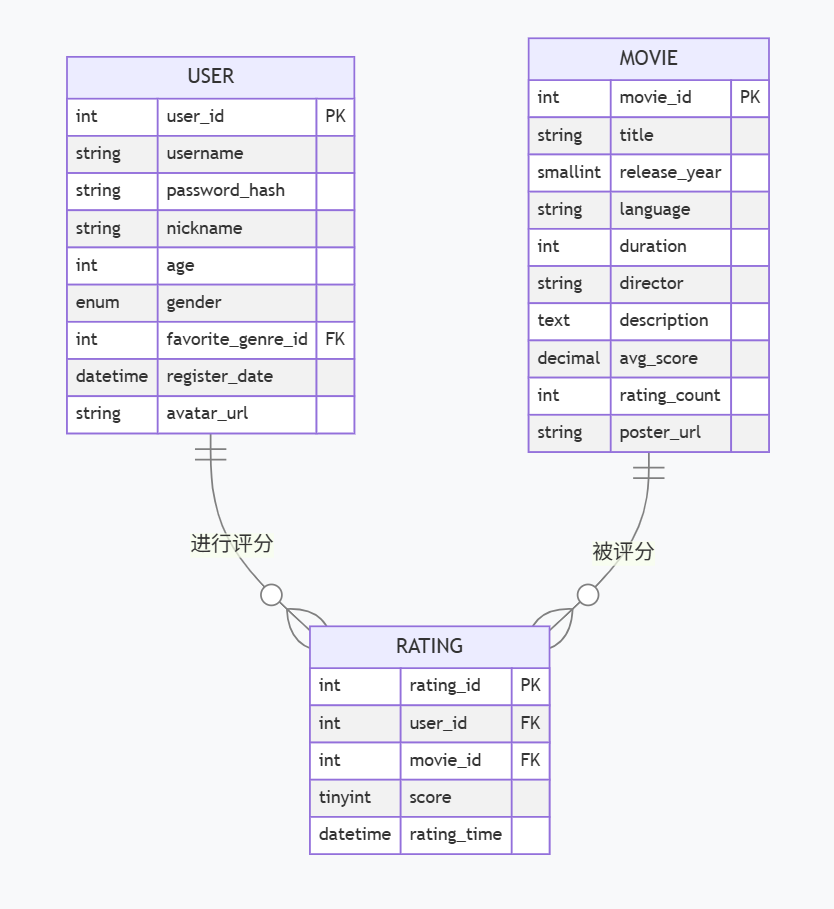 USER
int user_id PK
string username
string password_hash
string nickname
int age
enum gender
int favorite_genre_id FK
datetime register_date
string avatar_url
MOVIE
int movie_id PK
string title
smallint release_year
string language
int duration
string director
text description
decimal avg_score
int rating_count
string poster_url
进行评分
被评分
RATING
int rating_id PK
int user_id FK
int movie_id FK
tinyint score
datetime rating_time